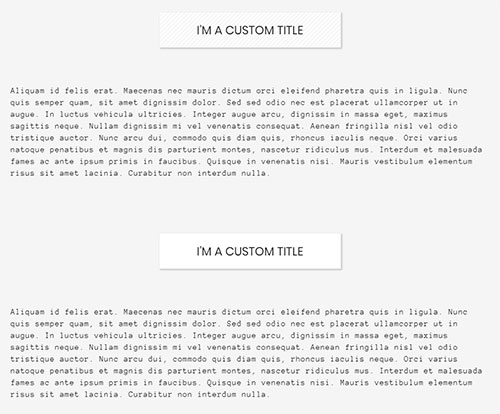 I'M A CUSTOM TITLE
Aliquam id felis erat. Maecenas nec mauris dictum orci eleifend pharetra quis in ligula. Nunc
quis semper quam, sit amet dignissim dolor. Sed sed odio nec est placerat ullamcorper ut in
augue. In luctus vehicula ultricies. Integer augue arcu, dignissim in massa eget, maximus
sagittis neque. Nullam dignissim mi vel venenatis consequat. Aenean fringilla nisl vel odio
tristique auctor. Nunc arcu dui, commodo quis diam quis, rhoncus iaculis neque. Orci varius
natoque penatibus et magnis dis parturient montes, nascetur ridiculus mus. Interdum et malesuada
fames ac ante ipsum primis in faucibus. Quisque in venenatis nisi. Mauris vestibulum elementum
risus sit amet lacinia. Curabitur non interdum nulla.
I'M A CUSTOM TITLE
Aliquam id felis erat. Maecenas nec mauris dictum orci eleifend pharetra quis in ligula. Nunc
quis semper quam, sit amet dignissim dolor. Sed sed odio nec est placerat ullamcorper ut in
augue. In luctus vehicula ultricies. Integer augue arcu, dignissim in massa eget, maximus
sagittis neque. Nullam dignissim mi vel venenatis consequat. Aenean fringilla nisl vel odio
tristique auctor. Nunc arcu dui, commodo quis diam quis, rhoncus iaculis neque. Orci varius
natoque penatibus et magnis dis parturient montes, nascetur ridiculus mus. Interdum et malesuada
fames ac ante ipsum primis in faucibus. Quisque in venenatis nisi. Mauris vestibulum elementum
risus sit amet lacinia. Curabitur non interdum nulla.